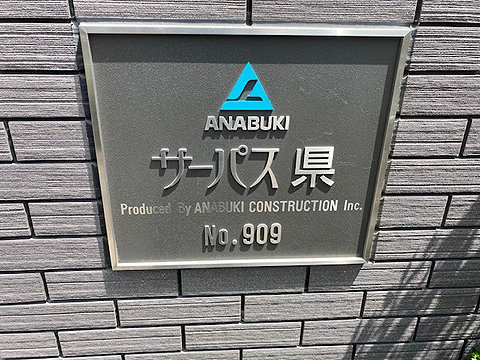 ANABUKI
サーパス県
Produced By ANABUKI CONSTRUCTION Inc.
No.909